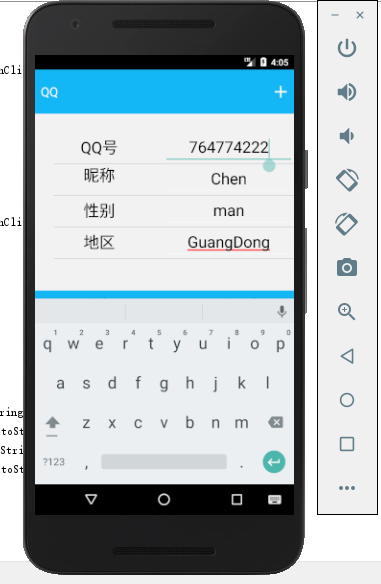 nCli
4:05
QQ +
QQ号 764774222
昵称 Chen
性别 man
nCli
地区 GuangDong
1 2 3 4 5 6 7 8 9 0
q w e r t y u i o p
a s d f g h j k l
ring
z x c v b n m
toSt
Stri
?123 , .
toSt